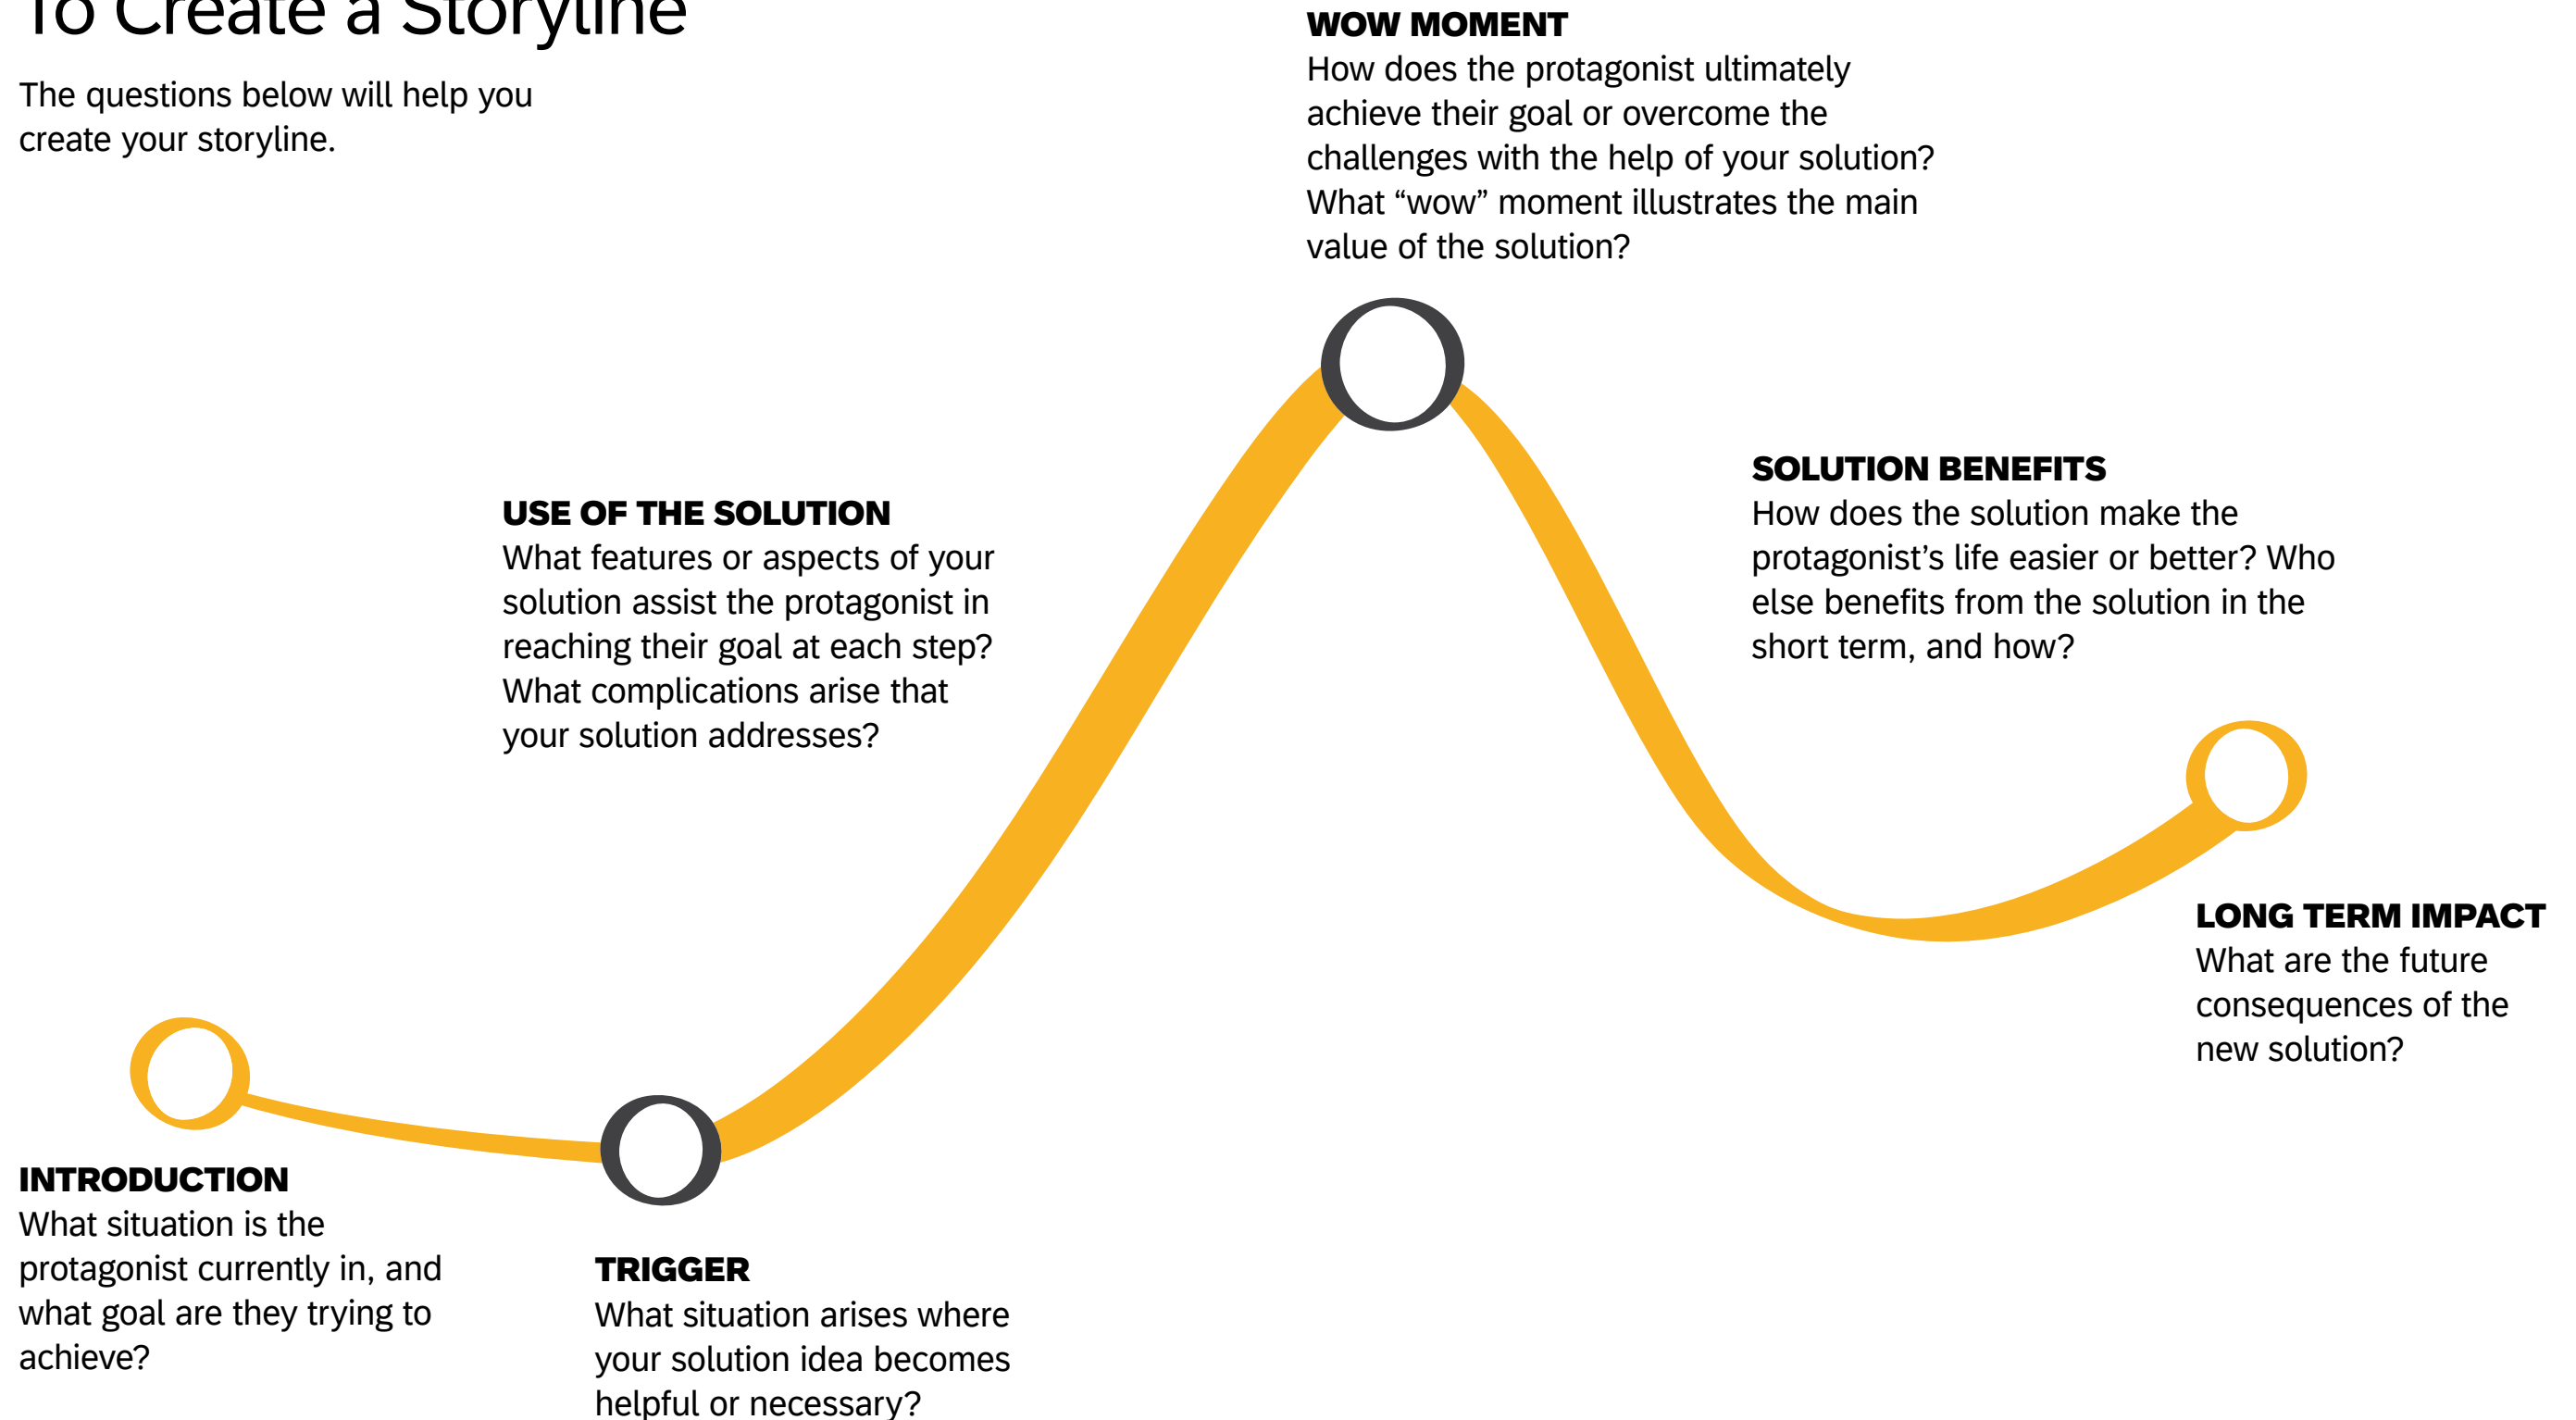 To Create a Storyline
The questions below will help you
create your storyline.
WOW MOMENT
How does the protagonist ultimately
achieve their goal or overcome the
challenges with the help of your solution?
What “wow” moment illustrates the main
value of the solution?
USE OF THE SOLUTION
What features or aspects of your
solution assist the protagonist in
reaching their goal at each step?
What complications arise that
your solution addresses?
SOLUTION BENEFITS
How does the solution make the
protagonist’s life easier or better? Who
else benefits from the solution in the
short term, and how?
LONG TERM IMPACT
What are the future
consequences of the
new solution?
INTRODUCTION
What situation is the
protagonist currently in, and
what goal are they trying to
achieve?
TRIGGER
What situation arises where
your solution idea becomes
helpful or necessary?